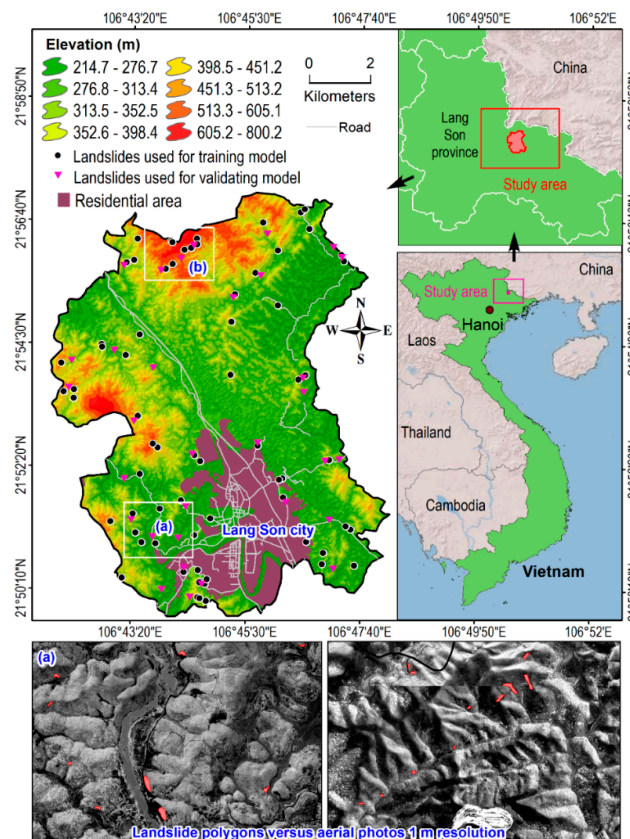 106°43'20"E 106°45'30"E 106°47'40"E 106°49'50"E 106°52'E
Elevation (m)
214.7 - 276.7
276.8 - 313.4
313.5 - 352.5
352.6 - 398.4
398.5 - 451.2
451.3 - 513.2
513.3 - 605.1
605.2 - 800.2
0 2
Kilometers
Road
Landslides used for training model
Landslides used for validating model
Residential area
21°58'50"N
21°56'40"N
21°54'30"N
21°52'20"N
21°50'10"N
(b)
N
W E
S
(a)
Lang Son city
China
Lang
Son
province
Study area
China
Study area
Hanoi
Laos
Thailand
Cambodia
Vietnam
106°43'20"E 106°45'30"E 106°47'40"E 106°49'50"E 106°52'E
(a)
Landslide polygons versus aerial photos 1 m resolution